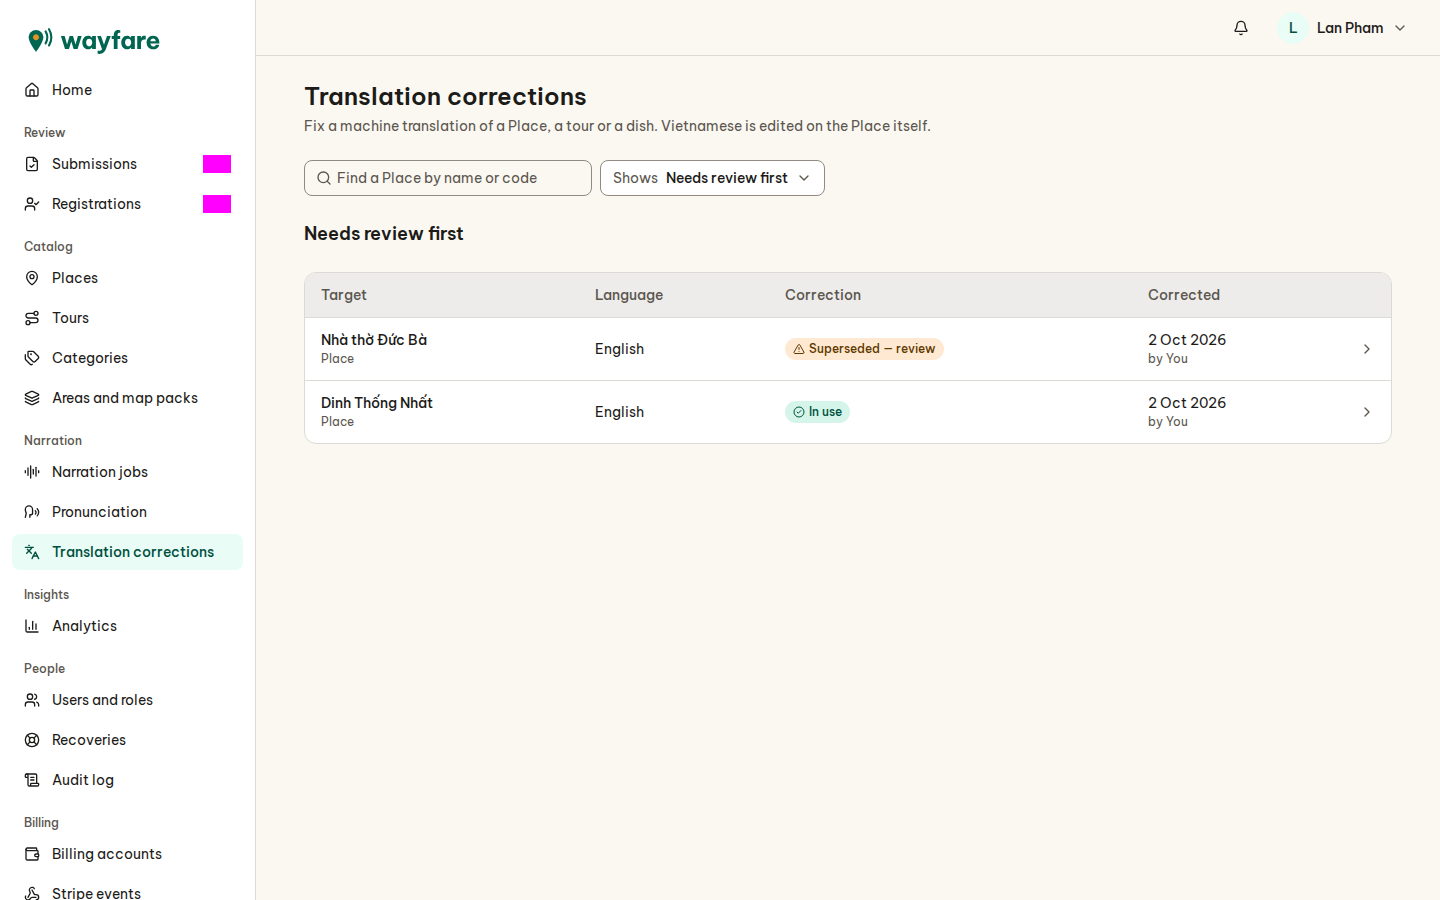 wayfare
Home
Review
Submissions
Registrations
Catalog
Places
Tours
Categories
Areas and map packs
Narration
Narration jobs
Pronunciation
Translation corrections
Insights
Analytics
People
Users and roles
Recoveries
Audit log
Billing
Billing accounts
Stripe events
L Lan Pham
Translation corrections
Fix a machine translation of a Place, a tour or a dish. Vietnamese is edited on the Place itself.
Find a Place by name or code
Shows Needs review first
Needs review first
Target Language Correction Corrected
Nhà thờ Đức Bà
Place
English
Superseded — review
2 Oct 2026
by You
Dinh Thống Nhất
Place
English
In use
2 Oct 2026
by You